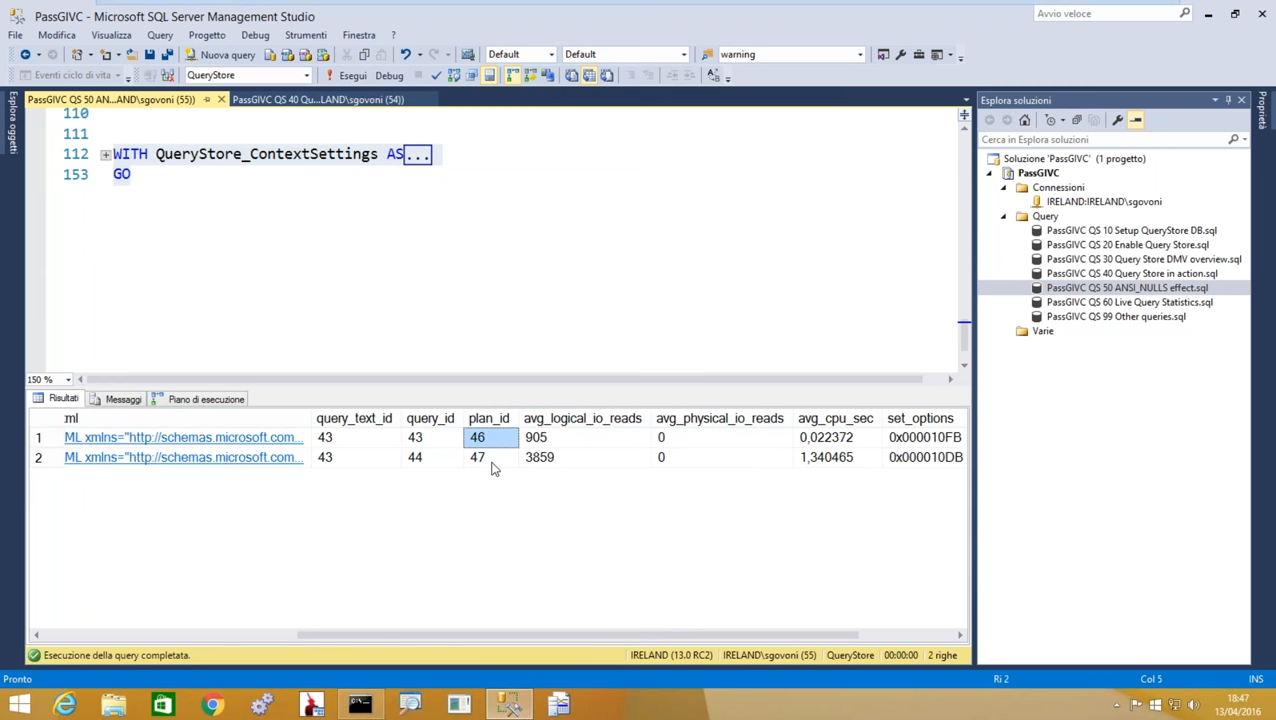 PassGIVC - Microsoft SQL Server Management Studio
Avvio veloce
File Modifica Visualizza Query Progetto Debug Strumenti Finestra ?
Nuova query Default Default warning
Eventi ciclo di vita QueryStore Esegui Debug
PassGIVC QS 50 AN...AND\sgovoni (55)) PassGIVC QS 40 Qu...LAND\sgovoni (54))
Esplora oggetti
110
111
112 WITH QueryStore_ContextSettings AS...
153 GO
150 %
Risultati Messaggi Piano di esecuzione
:ml query_text_id query_id plan_id avg_logical_io_reads avg_physical_io_reads avg_cpu_sec set_options
1 ML xmlns="http://schemas.microsoft.com... 43 43 46 905 0 0,022372 0x000010FB
2 ML xmlns="http://schemas.microsoft.com... 43 44 47 3859 0 1,340465 0x000010DB
Esecuzione della query completata. IRELAND (13.0 RC2) IRELAND\sgovoni (55) QueryStore 00:00:00 2 righe
Esplora soluzioni
Cerca in Esplora soluzioni
Soluzione 'PassGIVC' (1 progetto)
PassGIVC
Connessioni
IRELAND:IRELAND\sgovoni
Query
PassGIVC QS 10 Setup QueryStore DB.sql
PassGIVC QS 20 Enable Query Store.sql
PassGIVC QS 30 Query Store DMV overview.sql
PassGIVC QS 40 Query Store in action.sql
PassGIVC QS 50 ANSI_NULLS effect.sql
PassGIVC QS 60 Live Query Statistics.sql
PassGIVC QS 99 Other queries.sql
Varie
Proprietà
Pronto Ri 2 Col 5 INS
18:47
13/04/2016